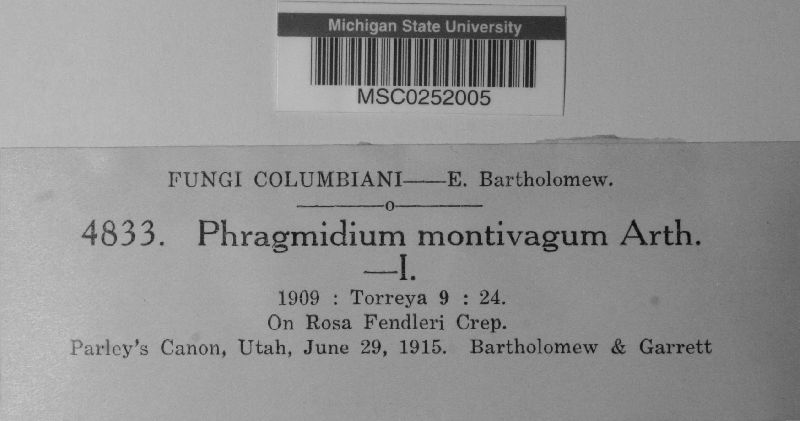 Michigan State University
MSC0252005
FUNGI COLUMBIANI——E. Bartholomew.
4833. Phragmidium montivagum Arth.
—I.
1909 : Torreya 9 : 24.
On Rosa Fendleri Crep.
Parley's Canon, Utah, June 29, 1915. Bartholomew & Garrett